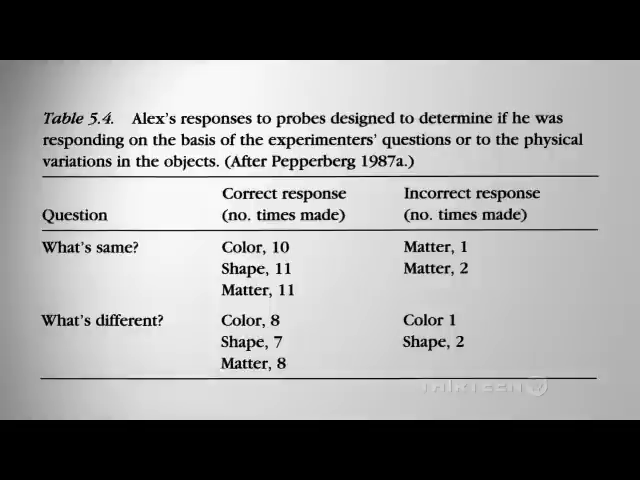 Table 5.4. Alex's responses to probes designed to determine if he was
responding on the basis of the experimenters' questions or to the physical
variations in the objects. (After Pepperberg 1987a.)
Correct response Incorrect response
Question (no. times made) (no. times made)
What's same? Color, 10 Matter, 1
Shape, 11 Matter, 2
Matter, 11
What's different? Color, 8 Color 1
Shape, 7 Shape, 2
Matter, 8
THIRTEEN